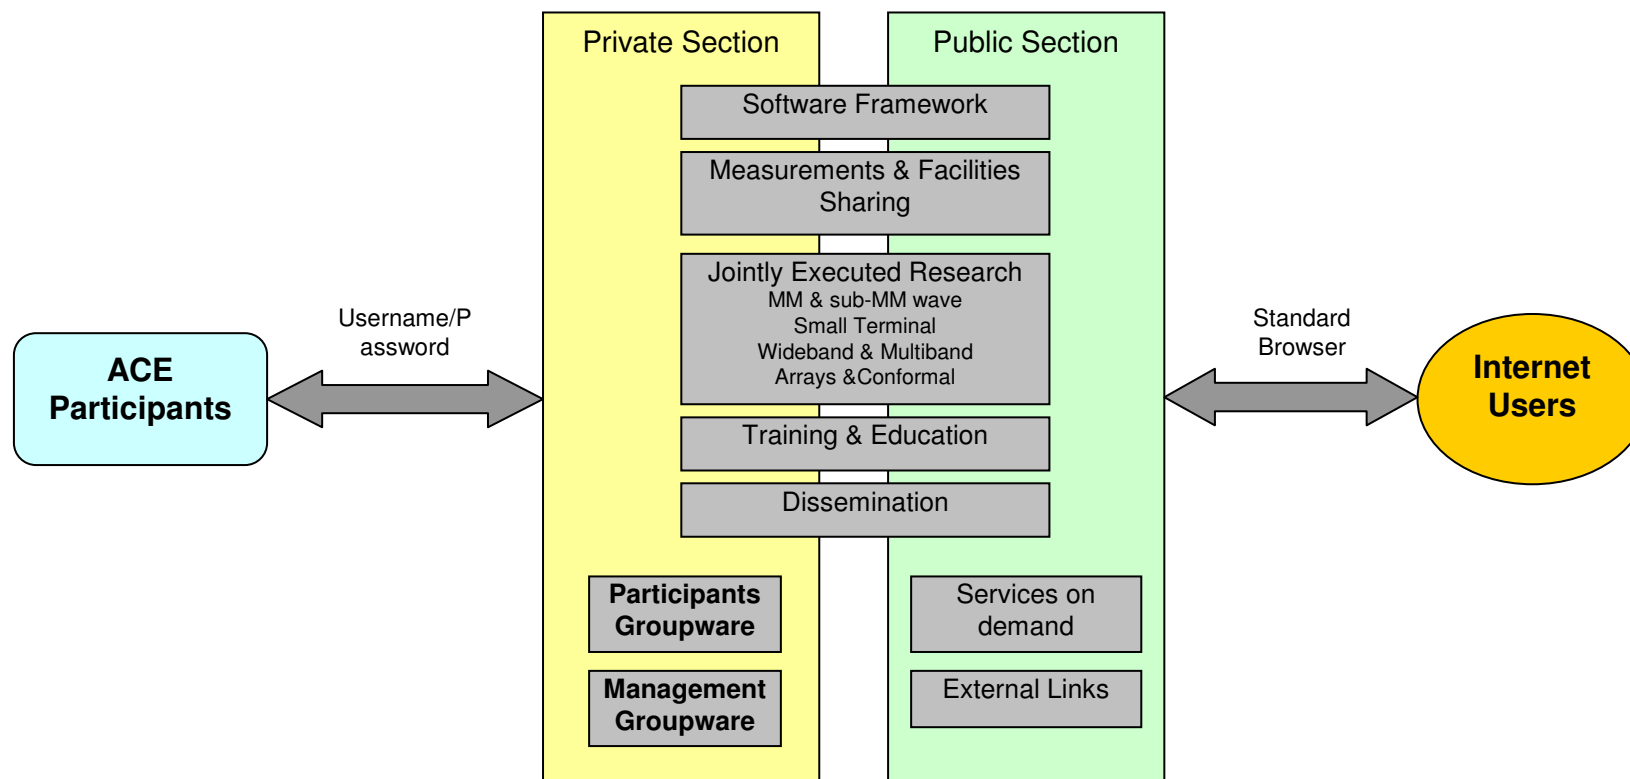 Private Section
Public Section
Software Framework
Measurements & Facilities
Sharing
Jointly Executed Research
MM & sub-MM wave
Small Terminal
Wideband & Multiband
Arrays &Conformal
Training & Education
Dissemination
Participants
Groupware
Management
Groupware
Services on
demand
External Links
ACE
Participants
Username/P
assword
Standard
Browser
Internet
Users